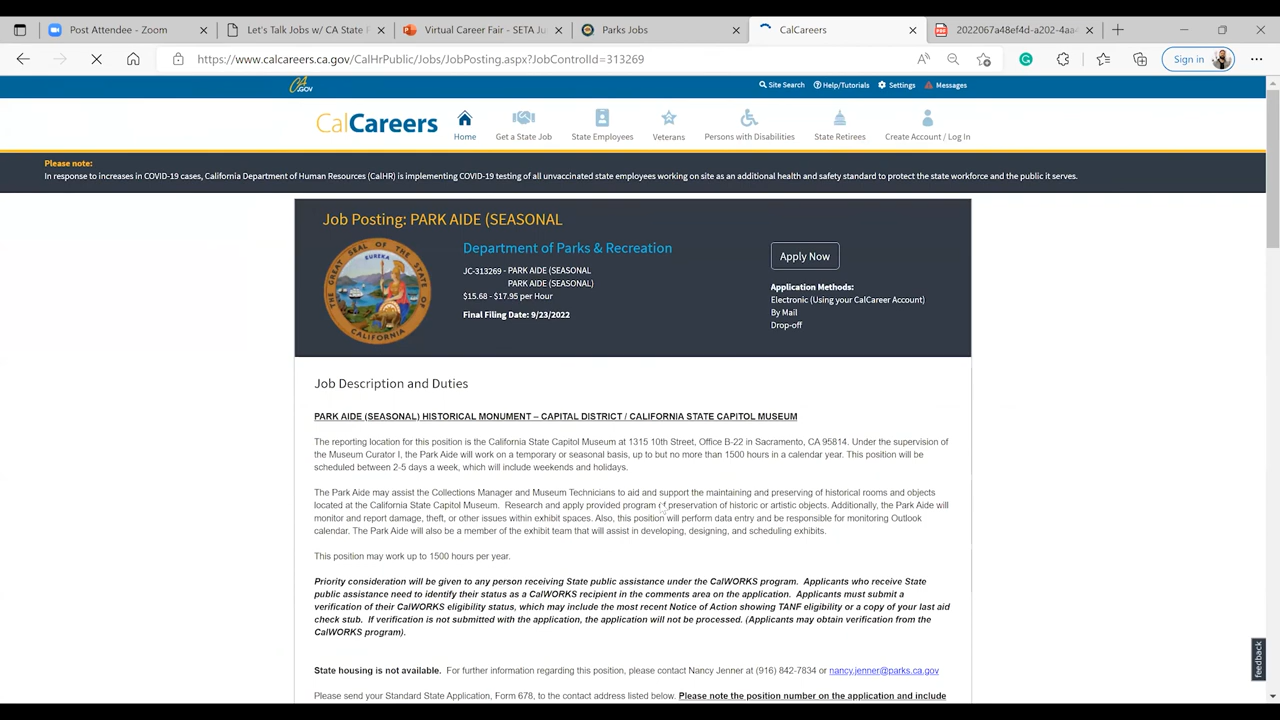 Post Attendee - Zoom
Let's Talk Jobs w/ CA State F
Virtual Career Fair - SETA Ju
Parks Jobs
CalCareers
2022067a48ef4d-a202-4aa4
https://www.calcareers.ca.gov/CalHrPublic/Jobs/JobPosting.aspx?JobControlId=313269
Sign in
CA.GOV
Site Search
Help/Tutorials
Settings
Messages
CalCareers
Home
Get a State Job
State Employees
Veterans
Persons with Disabilities
State Retirees
Create Account / Log In
Please note:
In response to increases in COVID-19 cases, California Department of Human Resources (CalHR) is implementing COVID-19 testing of all unvaccinated state employees working on site as an additional health and safety standard to protect the state workforce and the public it serves.
Job Posting: PARK AIDE (SEASONAL
THE GREAT SEAL OF THE STATE OF CALIFORNIA
EUREKA
Department of Parks & Recreation
JC-313269 - PARK AIDE (SEASONAL
PARK AIDE (SEASONAL)
$15.68 - $17.95 per Hour
Final Filing Date: 9/23/2022
Apply Now
Application Methods:
Electronic (Using your CalCareer Account)
By Mail
Drop-off
Job Description and Duties
PARK AIDE (SEASONAL) HISTORICAL MONUMENT – CAPITAL DISTRICT / CALIFORNIA STATE CAPITOL MUSEUM
The reporting location for this position is the California State Capitol Museum at 1315 10th Street, Office B-22 in Sacramento, CA 95814. Under the supervision of
the Museum Curator I, the Park Aide will work on a temporary or seasonal basis, up to but no more than 1500 hours in a calendar year. This position will be
scheduled between 2-5 days a week, which will include weekends and holidays.
The Park Aide may assist the Collections Manager and Museum Technicians to aid and support the maintaining and preserving of historical rooms and objects
located at the California State Capitol Museum. Research and apply provided program of preservation of historic or artistic objects. Additionally, the Park Aide will
monitor and report damage, theft, or other issues within exhibit spaces. Also, this position will perform data entry and be responsible for monitoring Outlook
calendar. The Park Aide will also be a member of the exhibit team that will assist in developing, designing, and scheduling exhibits.
This position may work up to 1500 hours per year.
Priority consideration will be given to any person receiving State public assistance under the CalWORKS program. Applicants who receive State
public assistance need to identify their status as a CalWORKS recipient in the comments area on the application. Applicants must submit a
verification of their CalWORKS eligibility status, which may include the most recent Notice of Action showing TANF eligibility or a copy of your last aid
check stub. If verification is not submitted with the application, the application will not be processed. (Applicants may obtain verification from the
CalWORKS program).
State housing is not available. For further information regarding this position, please contact Nancy Jenner at (916) 842-7834 or nancy.jenner@parks.ca.gov
Please send your Standard State Application, Form 678, to the contact address listed below. Please note the position number on the application and include
feedback